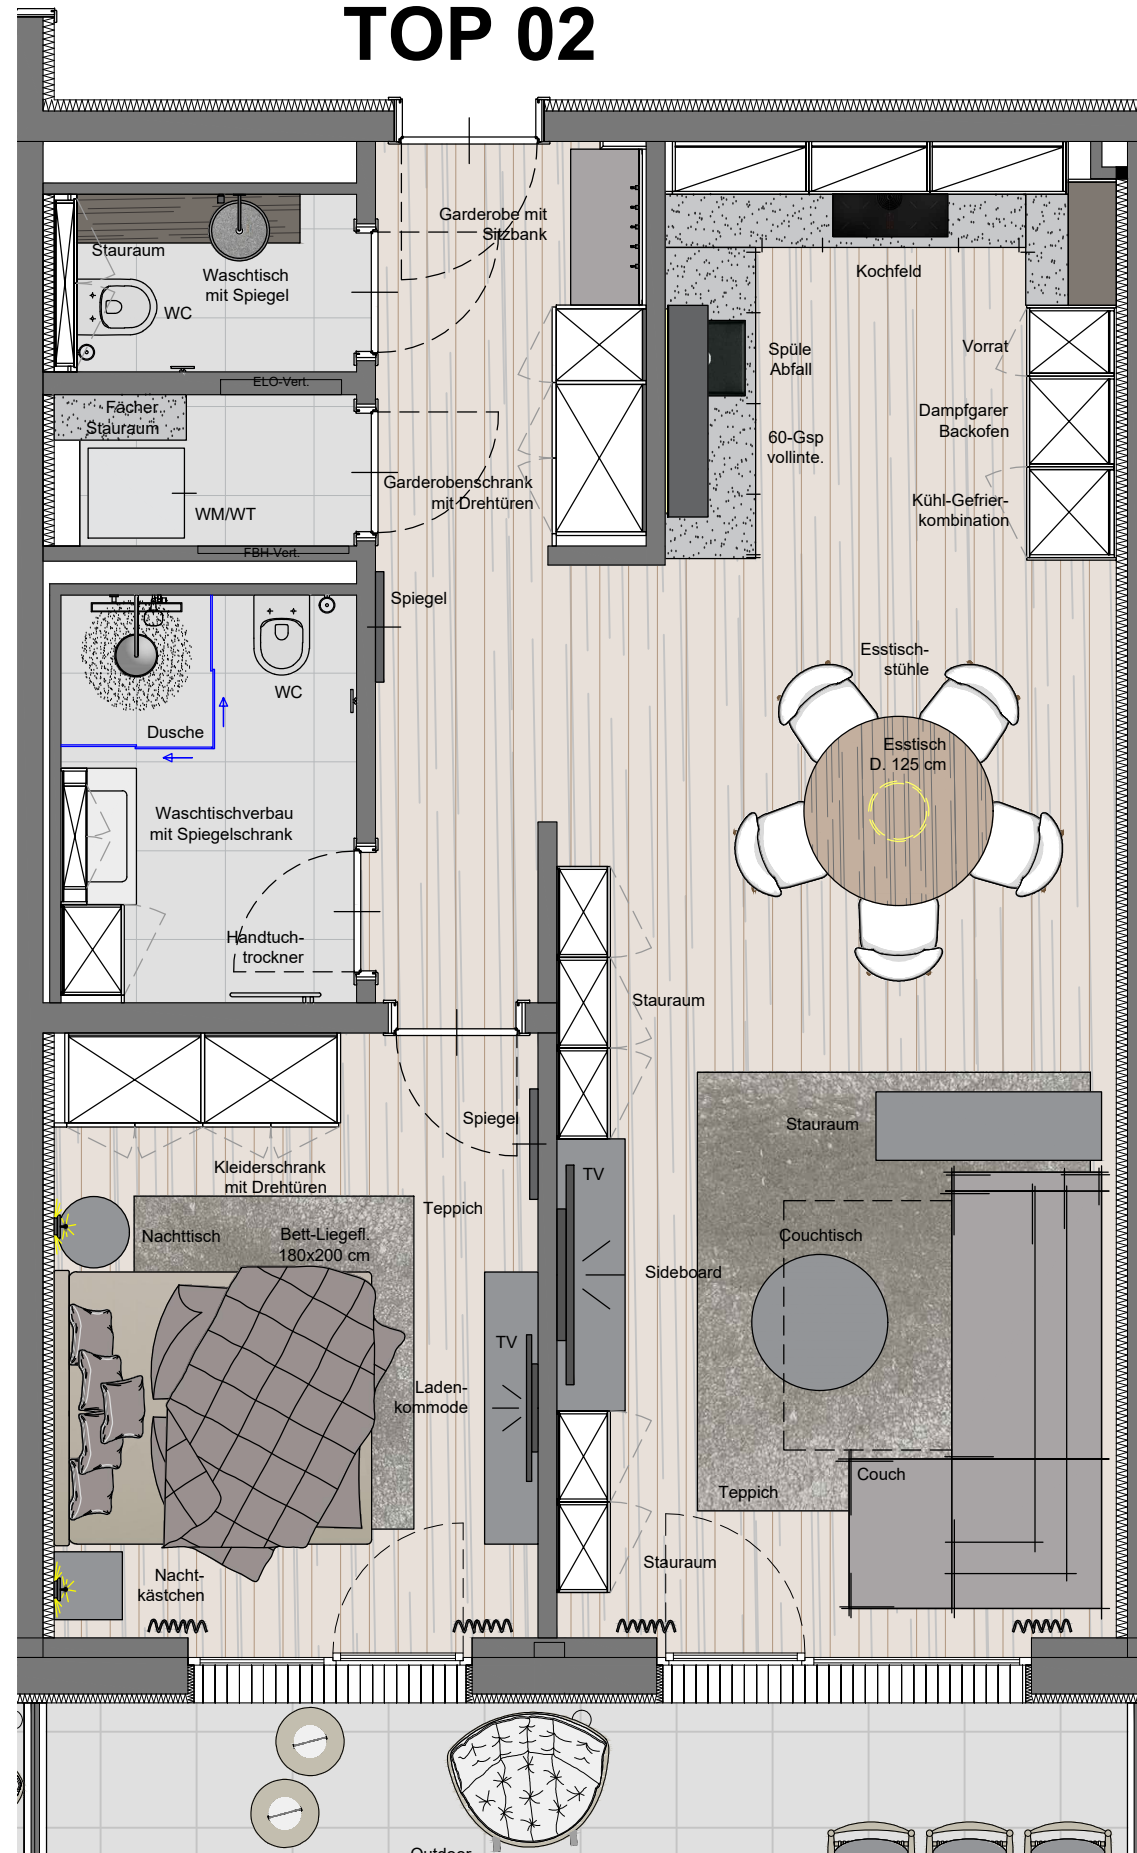 TOP 02
Garderobe mit
Sitzbank
Stauraum
Waschtisch
mit Spiegel
WC
Kochfeld
ELO-Vert.
Spüle
Abfall
Vorrat
Fächer
Stauraum
Dampfgarer
Backofen
60-Gsp
vollinte.
Garderobenschrank
mit Drehtüren
Kühl-Gefrier-
kombination
WM/WT
FBH-Vert.
Spiegel
Esstisch-
stühle
WC
Dusche
Esstisch
D. 125 cm
Waschtischverbau
mit Spiegelschrank
Handtuch-
trockner
Stauraum
Spiegel
Stauraum
Kleiderschrank
mit Drehtüren
TV
Teppich
Nachttisch
Bett-Liegefl.
180x200 cm
Couchtisch
Sideboard
TV
Laden-
kommode
Couch
Teppich
Stauraum
Nacht-
kästchen
Outdoor